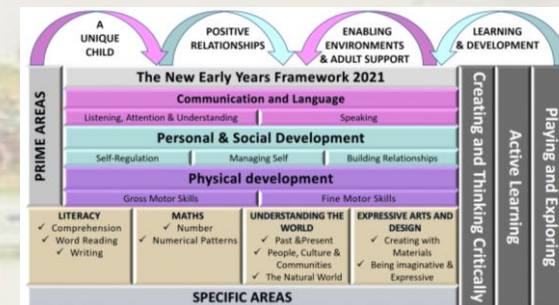 A
UNIQUE
CHILD
POSITIVE
RELATIONSHIPS
ENABLING
ENVIRONMENTS
& ADULT SUPPORT
LEARNING
& DEVELOPMENT
The New Early Years Framework 2021
PRIME AREAS
Communication and Language
Listening, Attention & Understanding
Speaking
Personal & Social Development
Self-Regulation
Managing Self
Building Relationships
Physical development
Gross Motor Skills
Fine Motor Skills
LITERACY
✓ Comprehension
✓ Word Reading
✓ Writing
MATHS
✓ Number
✓ Numerical Patterns
UNDERSTANDING THE
WORLD
✓ Past &Present
✓ People, Culture &
Communities
✓ The Natural World
EXPRESSIVE ARTS AND
DESIGN
✓ Creating with
Materials
✓ Being imaginative &
Expressive
SPECIFIC AREAS
Creating and Thinking Critically
Active Learning
Playing and Exploring